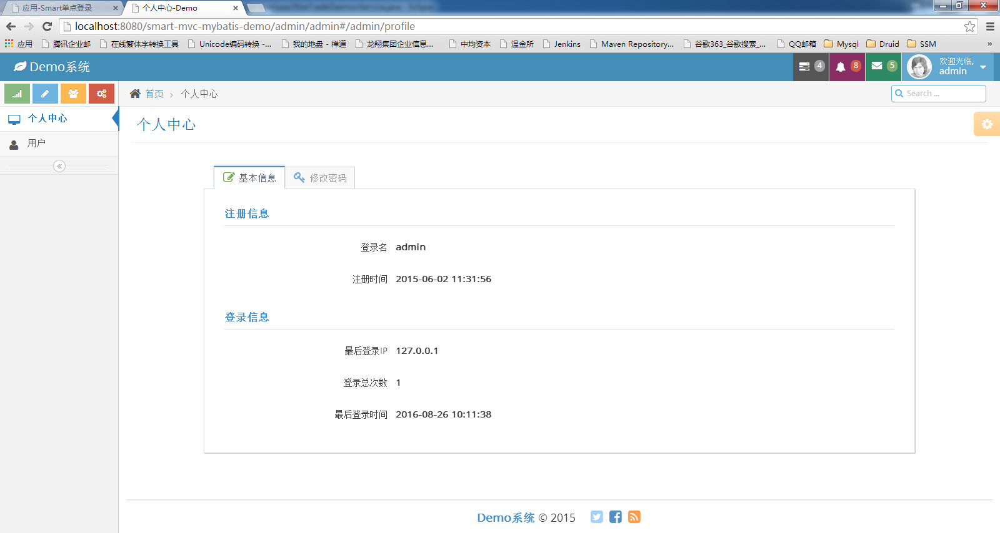 应用-Smart单点登录
个人中心-Demo
localhost:8080/smart-mvc-mybatis-demo/admin/admin#/admin/profile
应用 腾讯企业邮 在线繁体字转换工具 Unicode编码转换 -... 我的地盘 - 禅道 龙翔集团企业信息... 中均资本 温金所 Jenkins Maven Repository... 谷歌363_谷歌搜索_... QQ邮箱 Mysql Druid SSM »
Demo系统
4
8
5
欢迎光临,
admin
首页 › 个人中心
Search ...
个人中心
用户
个人中心
基本信息
修改密码
注册信息
登录名 admin
注册时间 2015-06-02 11:31:56
登录信息
最后登录IP 127.0.0.1
登录总次数 1
最后登录时间 2016-08-26 10:11:38
Demo系统 © 2015